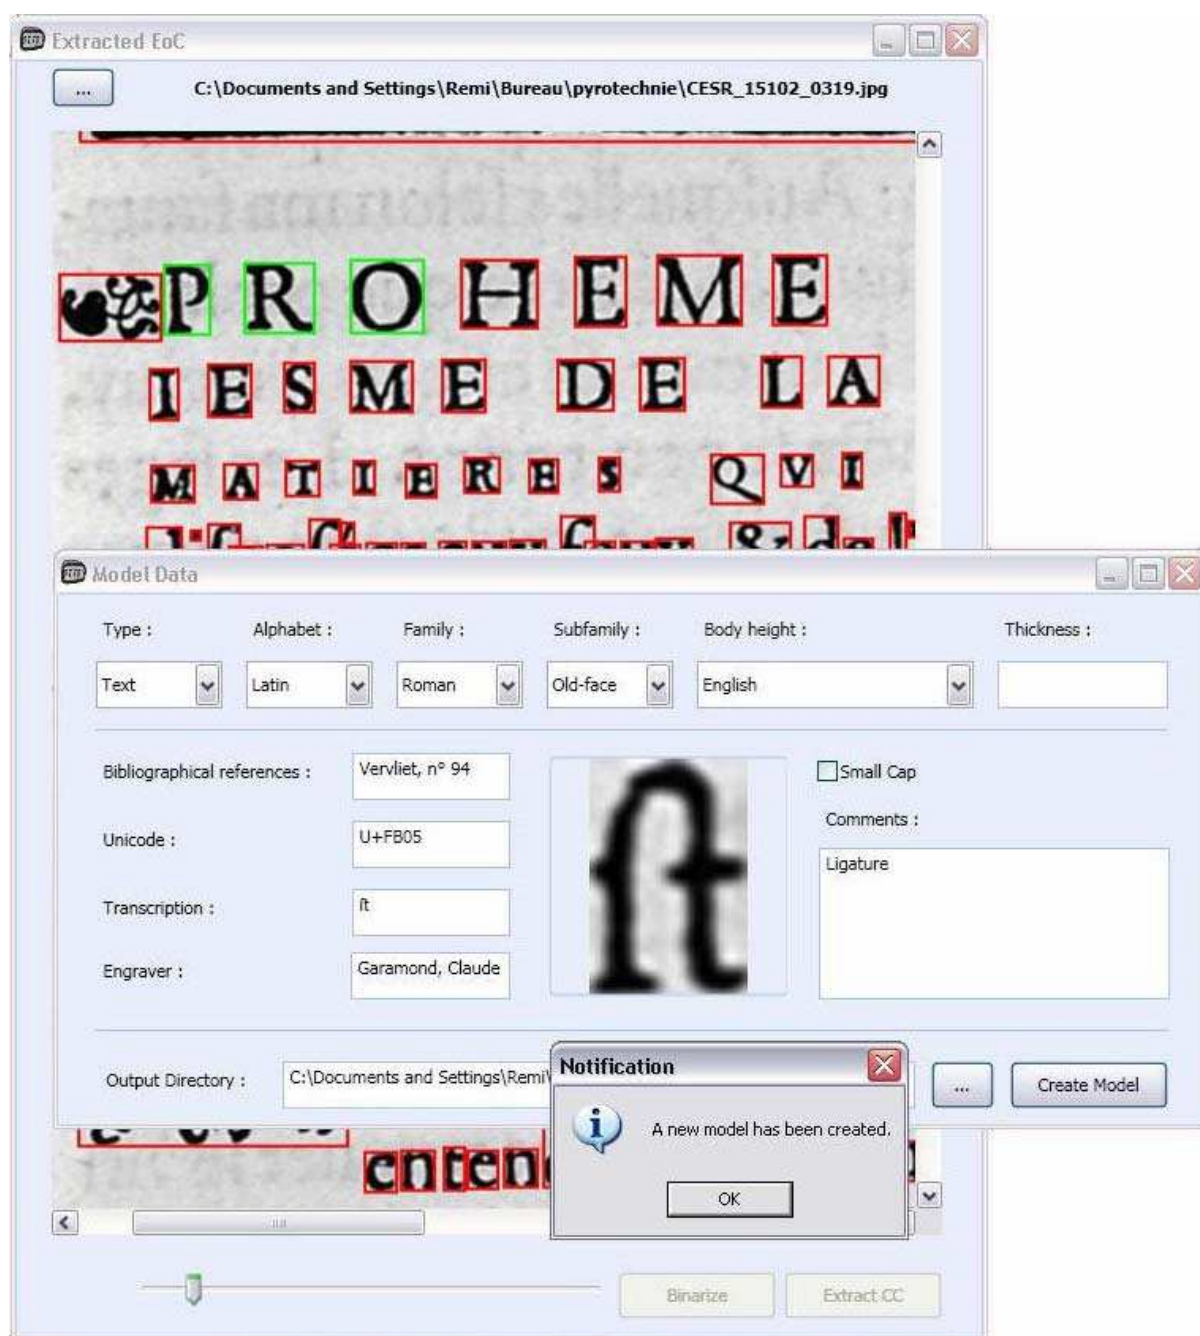 Extracted EoC
...
C:\Documents and Settings\Remi\Bureau\pyrotechnie\CESR_15102_0319.jpg
PROHEME
IESME DE LA
MATIERES QVI
Model Data
Type :
Alphabet :
Family :
Subfamily :
Body height :
Thickness :
Text
Latin
Roman
Old-face
English
Bibliographical references :
Vervliet, n° 94
Unicode :
U+FB05
Transcription :
ſt
Engraver :
Garamond, Claude
ſt
Small Cap
Comments :
Ligature
Output Directory :
C:\Documents and Settings\Remi\
...
Create Model
Notification
A new model has been created.
OK
enten
Binarize
Extract CC